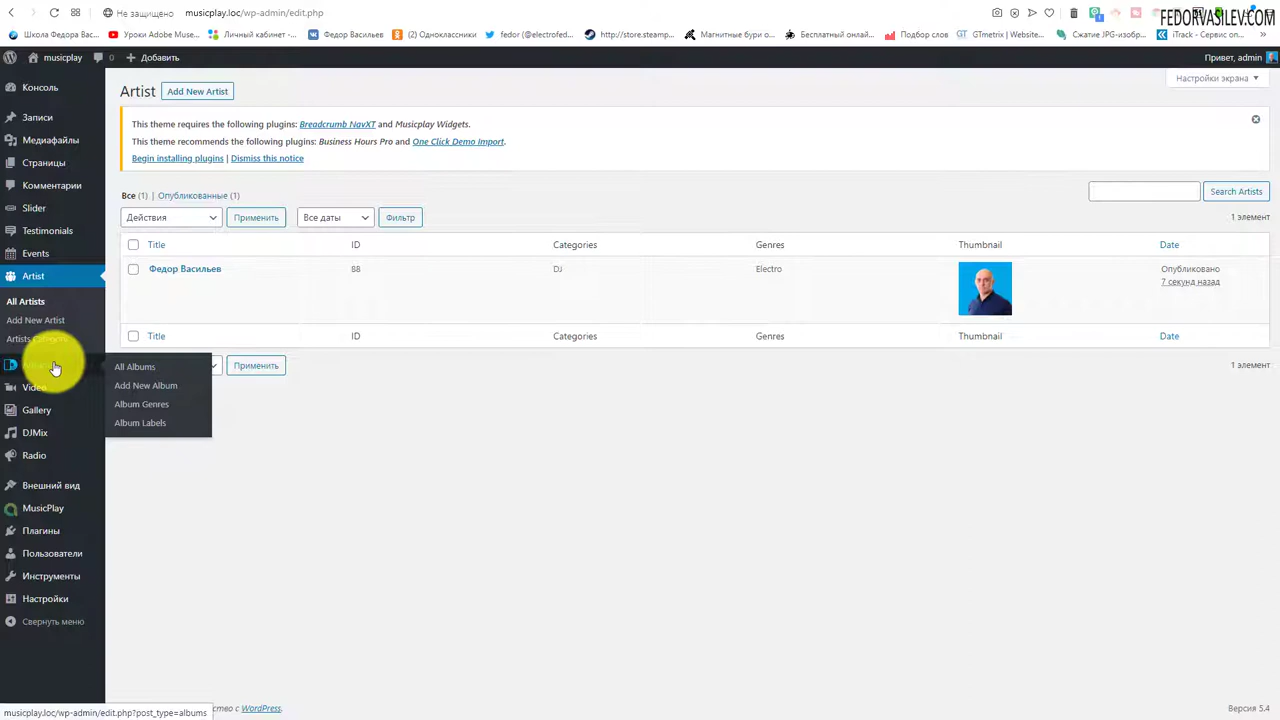 Не защищено musicplay.loc/wp-admin/edit.php
FEDORVASILEV.COM
Школа Федора Вас... Уроки Adobe Muse... Личный кабинет -... Федор Васильев (2) Одноклассники fedor (@electrofed... http://store.steamp... Магнитные бури о... Бесплатный онлай... Подбор слов GTmetrix | Website... Сжатие JPG-изобр... iTrack - Сервис оп...
musicplay 0 Добавить Привет, admin
Консоль
Записи
Медиафайлы
Страницы
Комментарии
Slider
Testimonials
Events
Artist
All Artists
Add New Artist
Artists Category
Video
Gallery
DJMix
Radio
Внешний вид
MusicPlay
Плагины
Пользователи
Инструменты
Настройки
Свернуть меню
All Albums
Add New Album
Album Genres
Album Labels
Настройки экрана
Artist Add New Artist
This theme requires the following plugins: Breadcrumb NavXT and Musicplay Widgets.
This theme recommends the following plugins: Business Hours Pro and One Click Demo Import.
Begin installing plugins | Dismiss this notice
Все (1) | Опубликованные (1)
Search Artists
Действия Применить Все даты Фильтр 1 элемент
Title ID Categories Genres Thumbnail Date
Федор Васильев 88 DJ Electro Опубликовано
7 секунд назад
Title ID Categories Genres Thumbnail Date
Применить 1 элемент
ство с WordPress. Версия 5.4
musicplay.loc/wp-admin/edit.php?post_type=albums